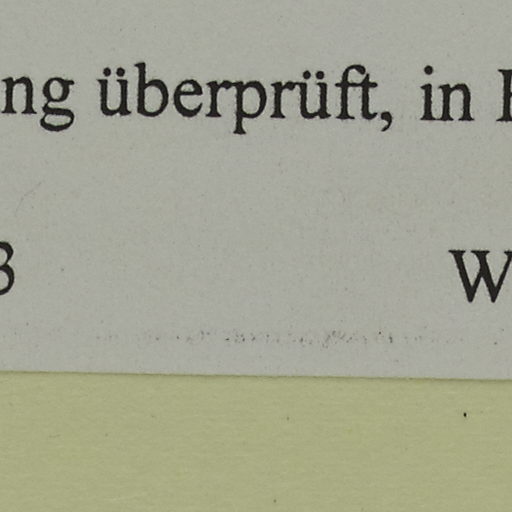 ng überprüft, in
3 W